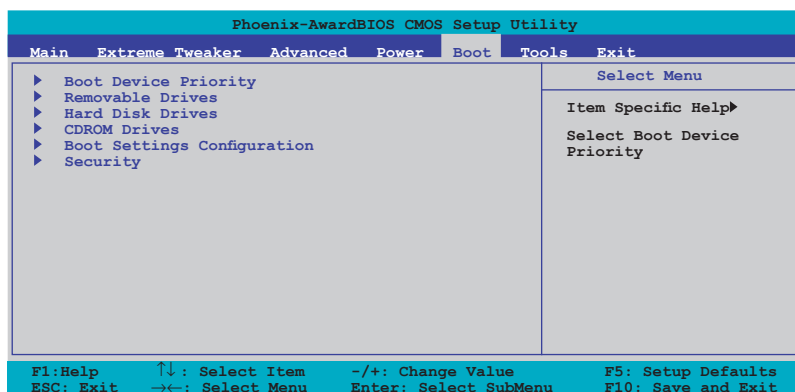 Phoenix-AwardBIOS CMOS Setup Utility
Main Extreme Tweaker Advanced Power Boot Tools Exit
Boot Device Priority
Removable Drives
Hard Disk Drives
CDROM Drives
Boot Settings Configuration
Security
Select Menu
Item Specific Help▶
Select Boot Device
Priority
F1:Help ↑↓: Select Item -/+: Change Value F5: Setup Defaults
ESC: Exit →←: Select Menu Enter: Select SubMenu F10: Save and Exit